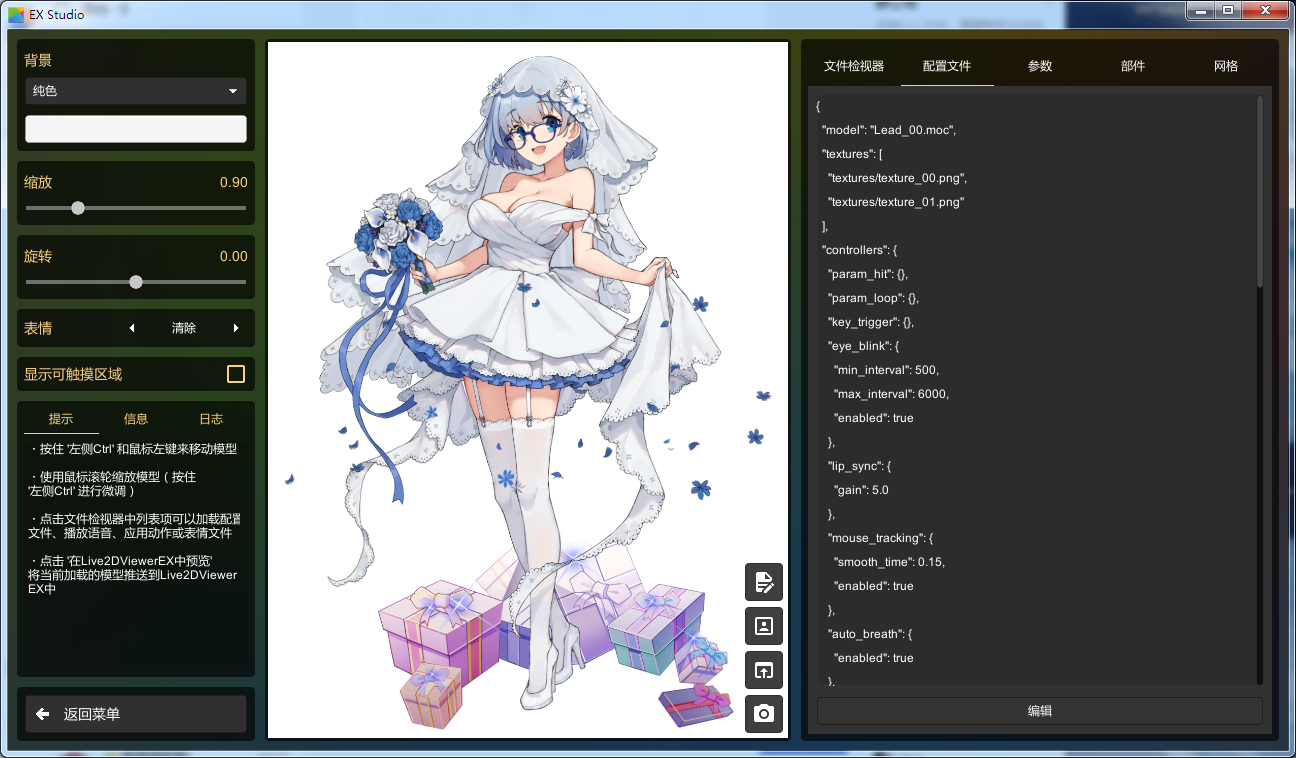 EX Studio
背景
纯色
缩放
0.90
旋转
0.00
表情
清除
显示可触摸区域
提示
信息
日志
· 按住 '左侧Ctrl' 和鼠标左键来移动模型
· 使用鼠标滚轮缩放模型 ( 按住
'左侧Ctrl' 进行微调 )
· 点击文件检视器中列表项可以加载配置
文件、播放语音、应用动作或表情文件
· 点击 '在Live2DViewerEX中预览'
将当前加载的模型推送到Live2DViewer
EX中
返回菜单
文件检视器
配置文件
参数
部件
网格
{
"model": "Lead_00.moc",
"textures": [
"textures/texture_00.png",
"textures/texture_01.png"
],
"controllers": {
"param_hit": {},
"param_loop": {},
"key_trigger": {},
"eye_blink": {
"min_interval": 500,
"max_interval": 6000,
"enabled": true
},
"lip_sync": {
"gain": 5.0
},
"mouse_tracking": {
"smooth_time": 0.15,
"enabled": true
},
"auto_breath": {
"enabled": true
},
编辑